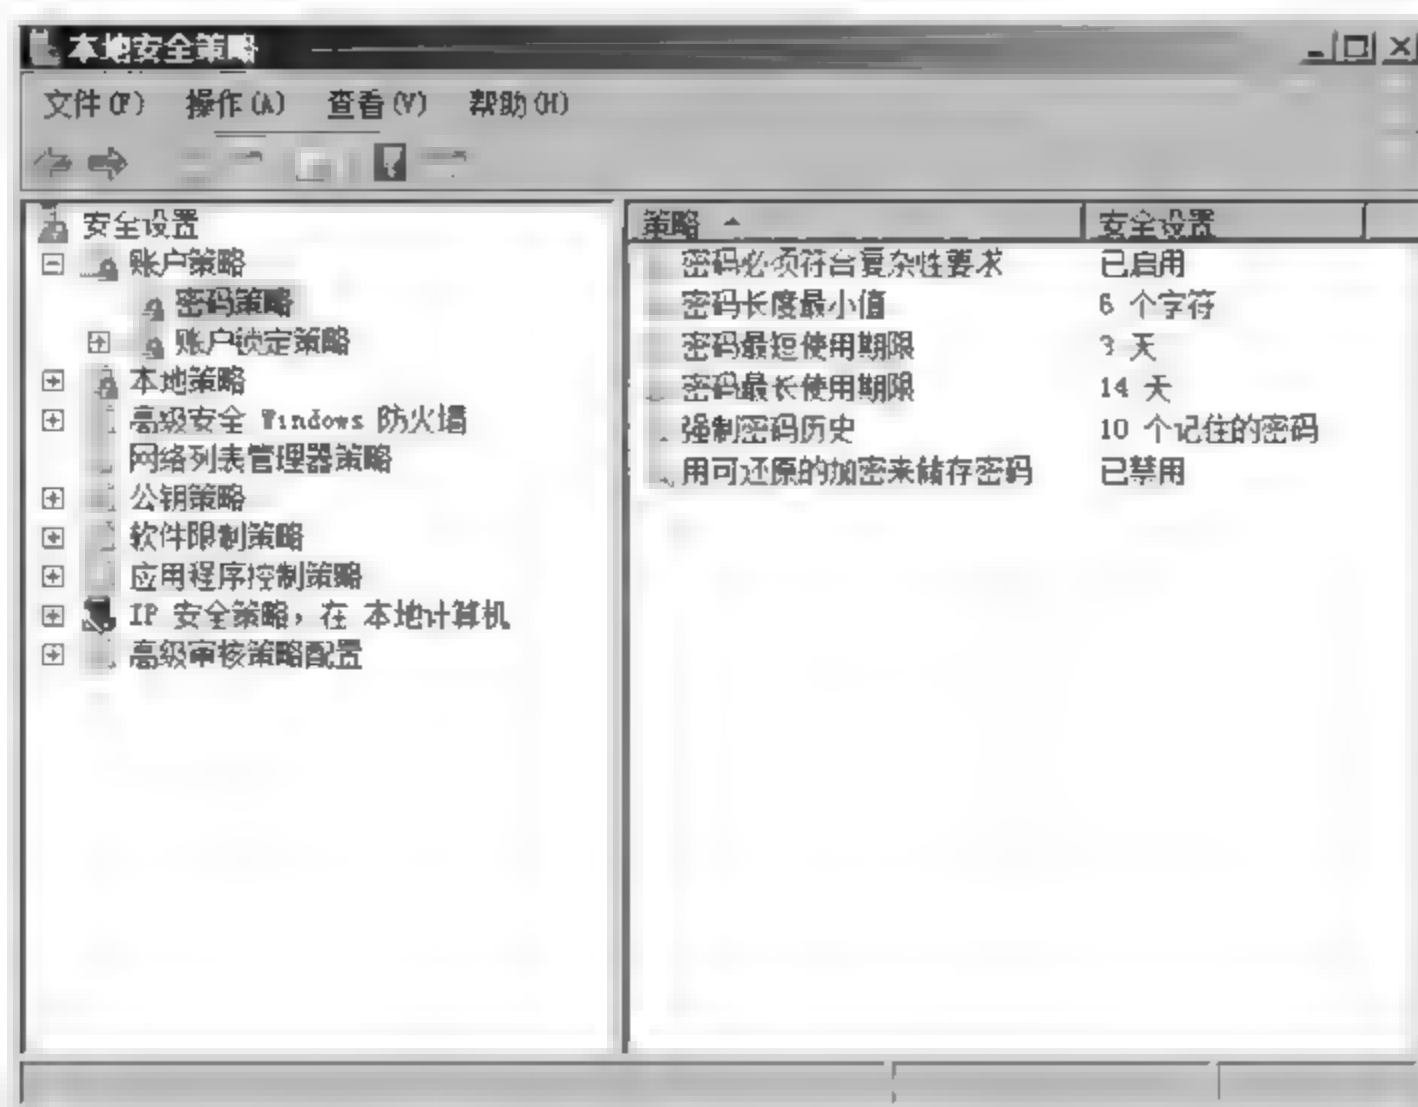 本地安全策略
文件(F) 操作(A) 查看(V) 帮助(H)
安全设置
账户策略
密码策略
账户锁定策略
本地策略
高级安全 Windows 防火墙
网络列表管理器策略
公钥策略
软件限制策略
应用程序控制策略
IP 安全策略，在 本地计算机
高级审核策略配置
策略 安全设置
密码必须符合复杂性要求 已启用
密码长度最小值 6 个字符
密码最短使用期限 3 天
密码最长使用期限 14 天
强制密码历史 10 个记住的密码
用可还原的加密来储存密码 已禁用